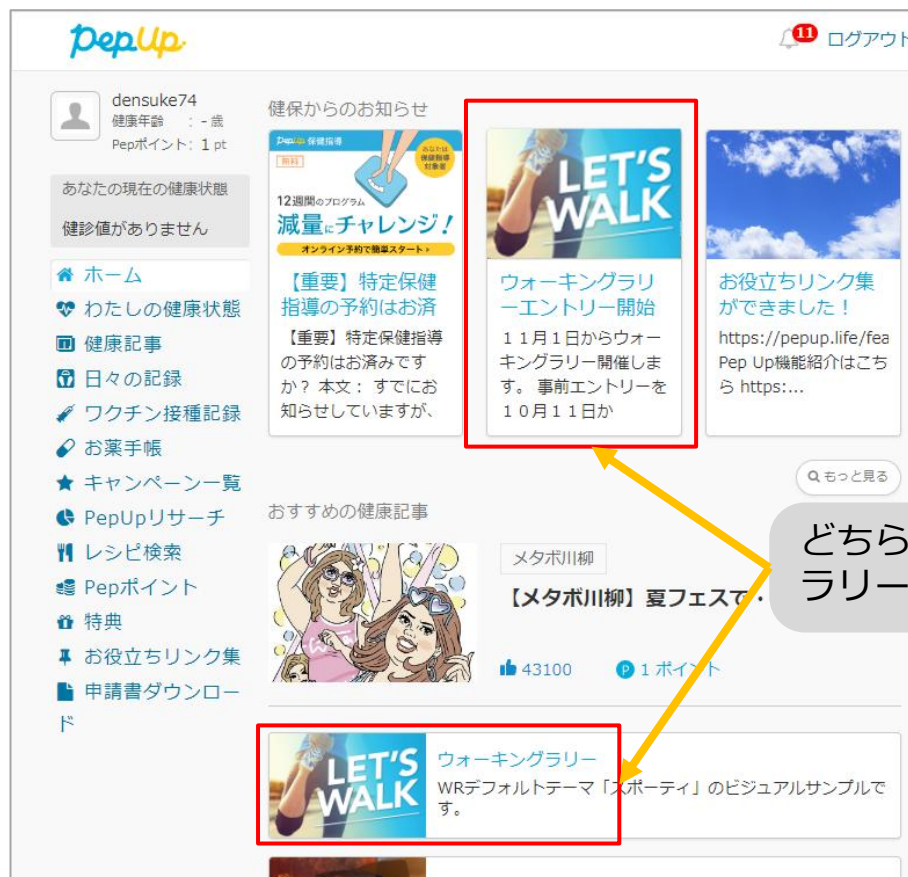 PepUp
11 ログアウト
densuke74
健康年齢 : - 歳
Pepポイント: 1 pt
あなたの現在の健康状態
健診値がありません
ホーム
わたしの健康状態
健康記事
日々の記録
ワクチン接種記録
お薬手帳
キャンペーン一覧
PepUpリサーチ
レシピ検索
Pepポイント
特典
お役立ちリンク集
申請書ダウンロー
ド
健保からのお知らせ
PepUp 保健指導
無料
あなたは
保健指導
対象者
12週間のプログラム
減量にチャレンジ!
オンライン予約で簡単スタート
【重要】特定保健
指導の予約はお済
【重要】特定保健指導
の予約はお済みです
か? 本文: すでにお
知らせしていますが、
LET'S
WALK
ウォーキングラリ
ーエントリー開始
11月1日からウォー
キングラリー開催しま
す。 事前エントリーを
10月11日か
お役立ちリンク集
ができました!
https://pepup.life/fea
Pep Up機能紹介はこち
ら https:...
もっと見る
おすすめの健康記事
メタボ川柳
【メタボ川柳】夏フェスで・
43100 P 1 ポイント
どちら
ラリー
LET'S
WALK
ウォーキングラリー
WRデフォルトテーマ「スポーティ」のビジュアルサンプルで
す。